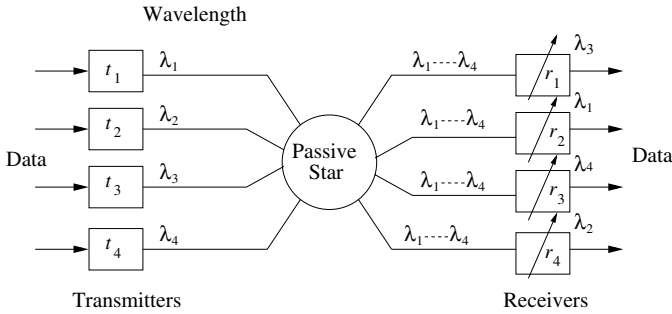 Wavelength
t1 λ1 λ1----λ4 r1 λ3
t2 λ2 λ1----λ4 r2 λ1
Data Passive Star Data
t3 λ3 λ1----λ4 r3 λ4
t4 λ4 λ1----λ4 r4 λ2
Transmitters Receivers